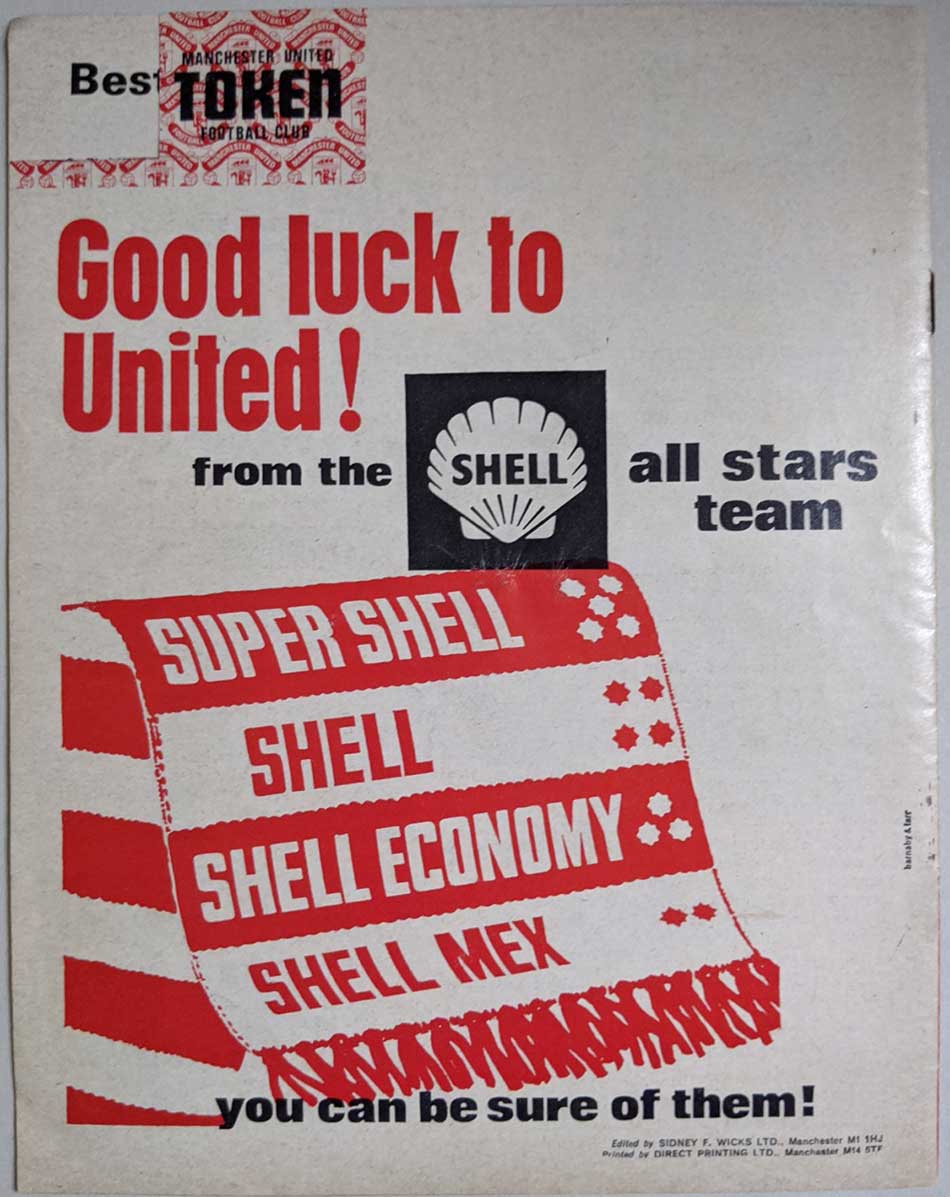 Best
MANCHESTER UNITED
TOKEN
FOOTBALL CLUB
Good luck to
United!
from the
SHELL
all stars
team
SUPER SHELL
SHELL
SHELL ECONOMY
SHELL MEX
you can be sure of them!
barnaby & tarr
Edited by SIDNEY F. WICKS LTD., Manchester M1 1HJ
Printed by DIRECT PRINTING LTD., Manchester M14 5TF